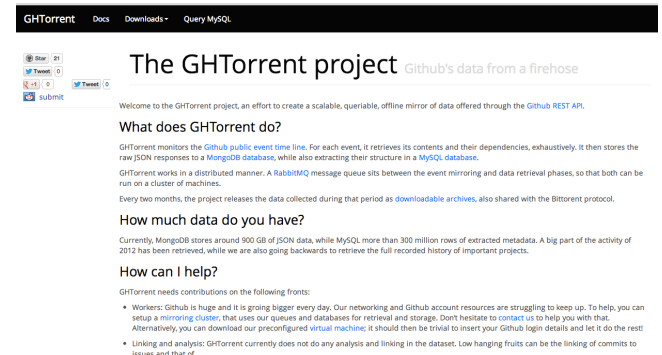 GHTorrent Docs Downloads Query MySQL
Star 21
Tweet 0
+1 0 Tweet 0
submit
The GHTorrent project Github's data from a firehose
Welcome to the GHTorrent project, an effort to create a scalable, queriable, offline mirror of data offered through the Github REST API.
What does GHTorrent do?
GHTorrent monitors the Github public event time line. For each event, it retrieves its contents and their dependencies, exhaustively. It then stores the
raw JSON responses to a MongoDB database, while also extracting their structure in a MySQL database.
GHTorrent works in a distributed manner. A RabbitMQ message queue sits between the event mirroring and data retrieval phases, so that both can be
run on a cluster of machines.
Every two months, the project releases the data collected during that period as downloadable archives, also shared with the Bittorent protocol.
How much data do you have?
Currently, MongoDB stores around 900 GB of JSON data, while MySQL more than 300 million rows of extracted metadata. A big part of the activity of
2012 has been retrieved, while we are also going backwards to retrieve the full recorded history of important projects.
How can I help?
GHTorrent needs contributions on the following fronts:
• Workers: Github is huge and it is groing bigger every day. Our networking and Github account resources are struggling to keep up. To help, you can
setup a mirroring cluster, that uses our queues and databases for retrieval and storage. Don't hesitate to contact us to help you with that.
Alternatively, you can download our preconfigured virtual machine; it should then be trivial to insert your Github login details and let it do the rest!
• Linking and analysis: GHTorrent currently does not do any analysis and linking in the dataset. Low hanging fruits can be the linking of commits to
issues and that of